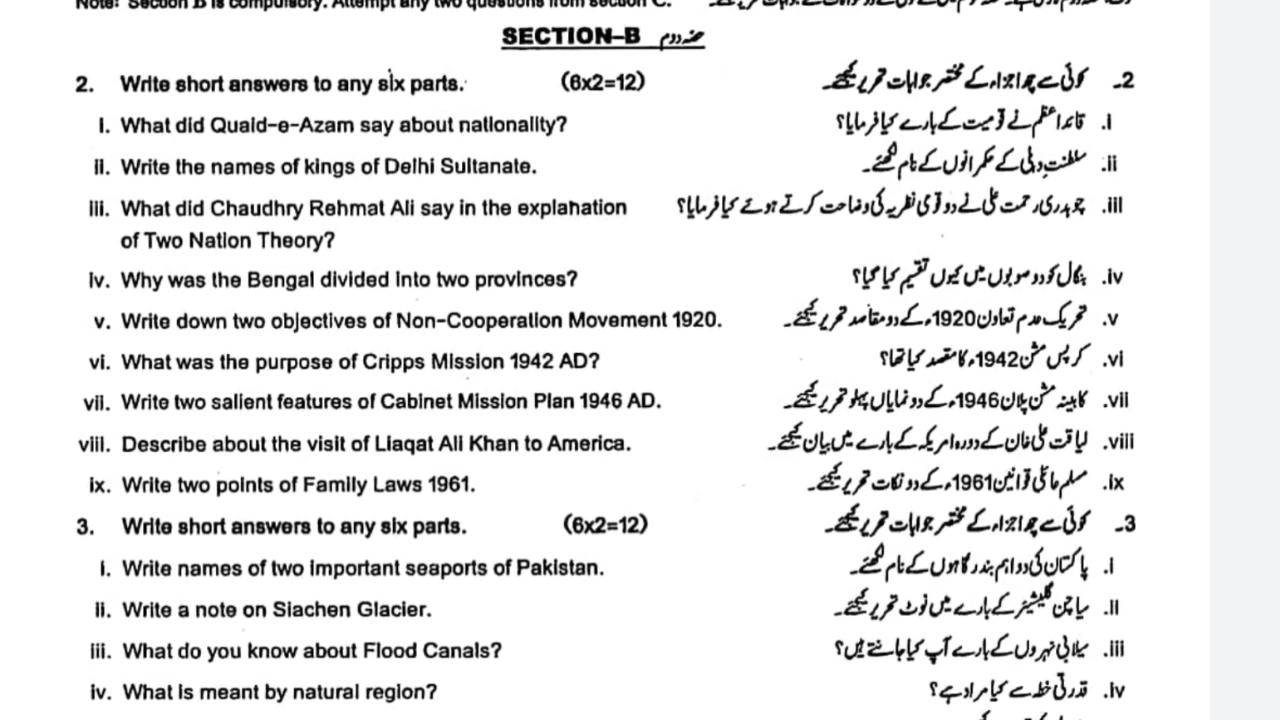 Note: Section B is compulsory. Attempt any two questions from section C.
SECTION–B حصہ دوم
2. Write short answers to any six parts. (6x2=12) 2۔ کوئی سے چھ اجزاء کے مختصر جوابات تحریر کیجئے۔
i. What did Quaid-e-Azam say about nationality? i. قائداعظم نے قومیت کے بارے کیا فرمایا؟
ii. Write the names of kings of Delhi Sultanate. ii. سلطنتِ دہلی کے حکمرانوں کے نام لکھئے۔
iii. What did Chaudhry Rehmat Ali say in the explanation iii. چوہدری رحمت علی نے دو قومی نظریہ کی وضاحت کرتے ہوئے کیا فرمایا؟
of Two Nation Theory?
iv. Why was the Bengal divided into two provinces? iv. بنگال کو دو صوبوں میں کیوں تقسیم کیا گیا؟
v. Write down two objectives of Non-Cooperation Movement 1920. v. تحریک عدم تعاون 1920ء کے دو مقاصد تحریر کیجئے۔
vi. What was the purpose of Cripps Mission 1942 AD? vi. کرپس مشن 1942ء کا مقصد کیا تھا؟
vii. Write two salient features of Cabinet Mission Plan 1946 AD. vii. کابینہ مشن پلان 1946ء کے دو نمایاں پہلو تحریر کیجئے۔
viii. Describe about the visit of Liaqat Ali Khan to America. viii. لیاقت علی خان کے دورہ امریکہ کے بارے میں بیان کیجئے۔
ix. Write two points of Family Laws 1961. ix. مسلم عائلی قوانین 1961ء کے دو نکات تحریر کیجئے۔
3. Write short answers to any six parts. (6x2=12) 3۔ کوئی سے چھ اجزاء کے مختصر جوابات تحریر کیجئے۔
i. Write names of two important seaports of Pakistan. i. پاکستان کی دو اہم بندرگاہوں کے نام لکھئے۔
ii. Write a note on Siachen Glacier. ii. سیاچن گلیشیئر کے بارے میں نوٹ تحریر کیجئے۔
iii. What do you know about Flood Canals? iii. سیلابی نہروں کے بارے آپ کیا جانتے ہیں؟
iv. What is meant by natural region? iv. قدرتی خطہ سے کیا مراد ہے؟